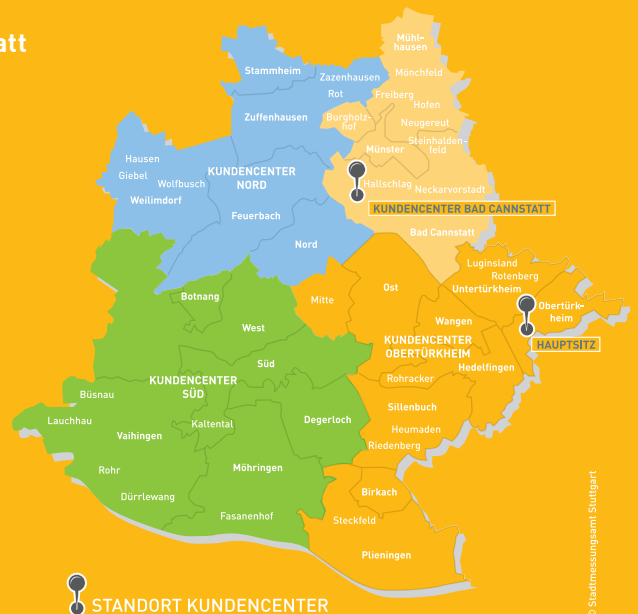 att
Mühl-
hausen
Stammheim
Zazenhausen
Mönchfeld
Rot
Freiberg
Hofen
Zuffenhausen
Burgholz-
hof
Neugereut
Steinhalden-
feld
Münster
Hausen
Giebel
Wolfbusch
Weilimdorf
KUNDENCENTER
NORD
Hallschlag
Neckarvorstadt
KUNDENCENTER BAD CANNSTATT
Feuerbach
Nord
Bad Cannstatt
Luginsland
Rotenberg
Untertürkheim
Ost
Botnang
Mitte
Obertürk-
heim
West
Wangen
HAUPTSITZ
KUNDENCENTER
OBERTÜRKHEIM
Süd
Hedelfingen
KUNDENCENTER
SÜD
Rohracker
Büsnau
Sillenbuch
Lauchhau
Kaltental
Degerloch
Heumaden
Vaihingen
Riedenberg
Rohr
Möhringen
Dürrlewang
Birkach
Fasanenhof
Steckfeld
Plieningen
STANDORT KUNDENCENTER
© Stadtmessungsamt Stuttgart